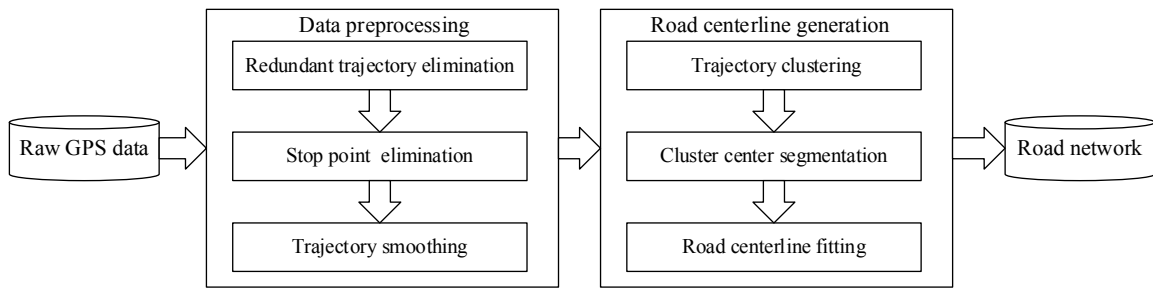 Raw GPS data
Data preprocessing
Redundant trajectory elimination
Stop point elimination
Trajectory smoothing
Road centerline generation
Trajectory clustering
Cluster center segmentation
Road centerline fitting
Road network